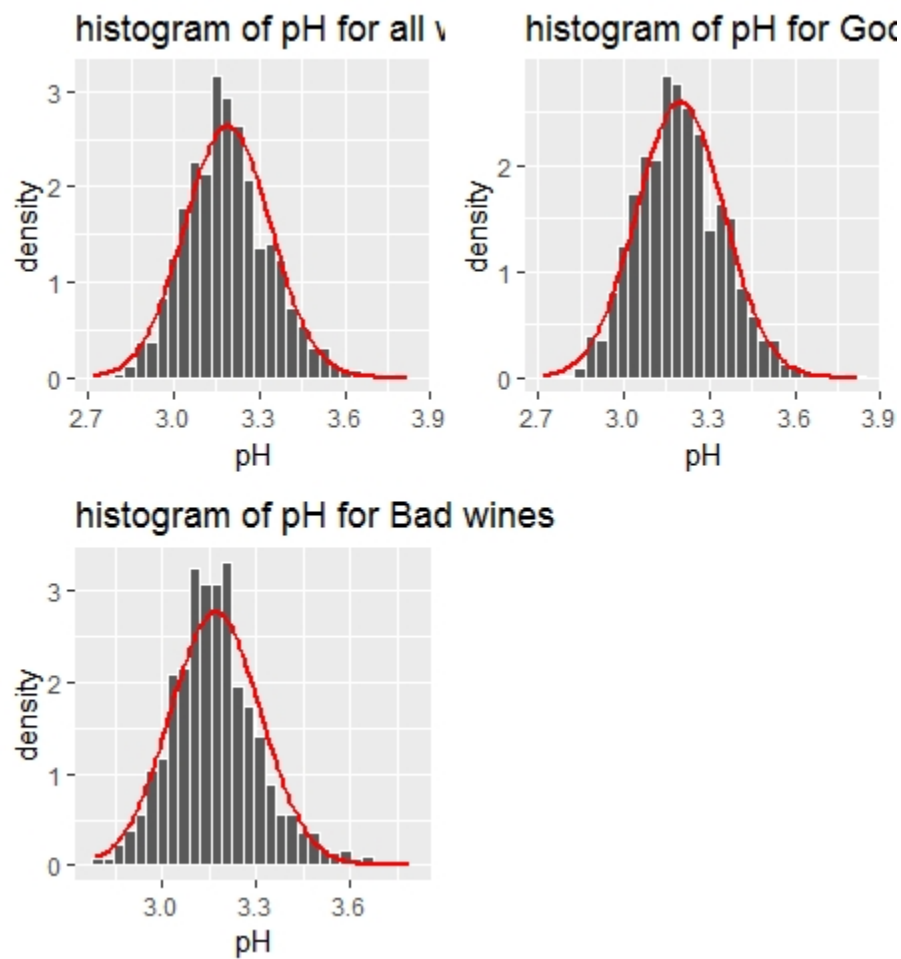 histogram of pH for all
density
3
2
1
0
2.7 3.0 3.3 3.6 3.9
pH
histogram of pH for Goo
density
2
1
0
2.7 3.0 3.3 3.6 3.9
pH
histogram of pH for Bad wines
density
3
2
1
0
3.0 3.3 3.6
pH